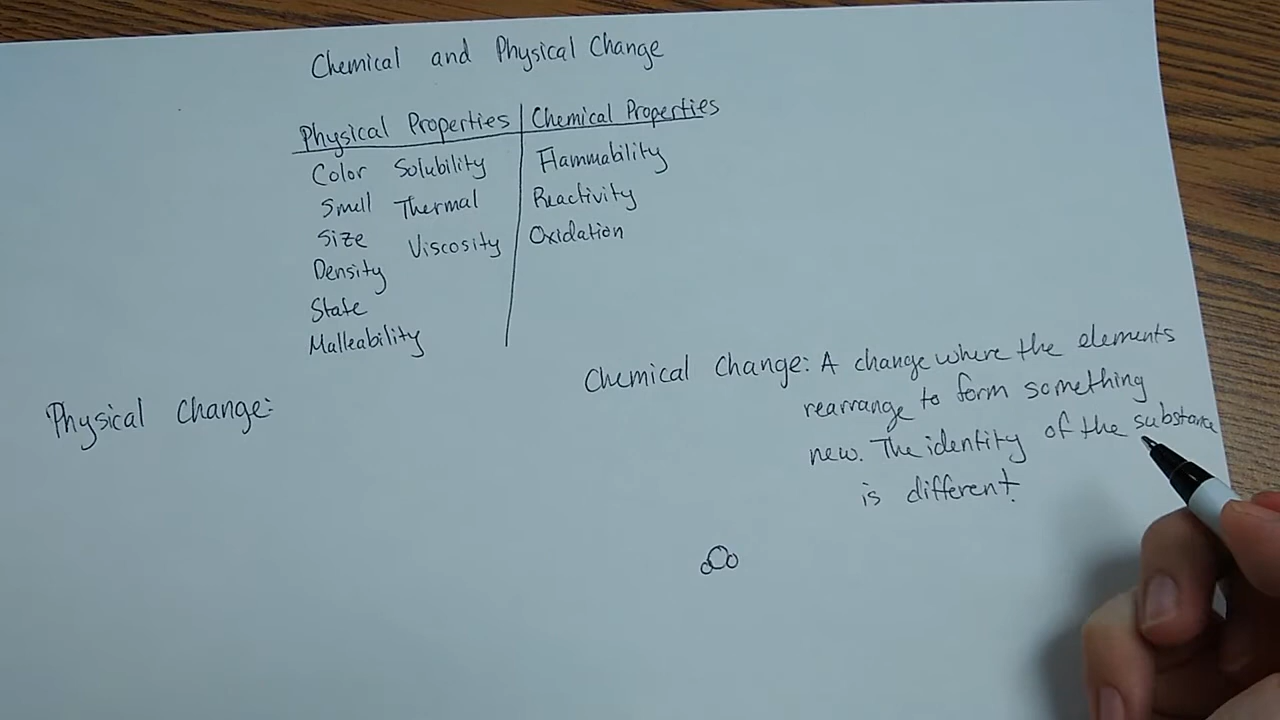 Chemical and Physical Change
Physical Properties Chemical Properties
Color Solubility Flammability
Smell Thermal Reactivity
Size Viscosity Oxidation
Density
State
Malleability
Physical Change:
Chemical Change: A change where the elements
rearrange to form something
new. The identity of the substance
is different.